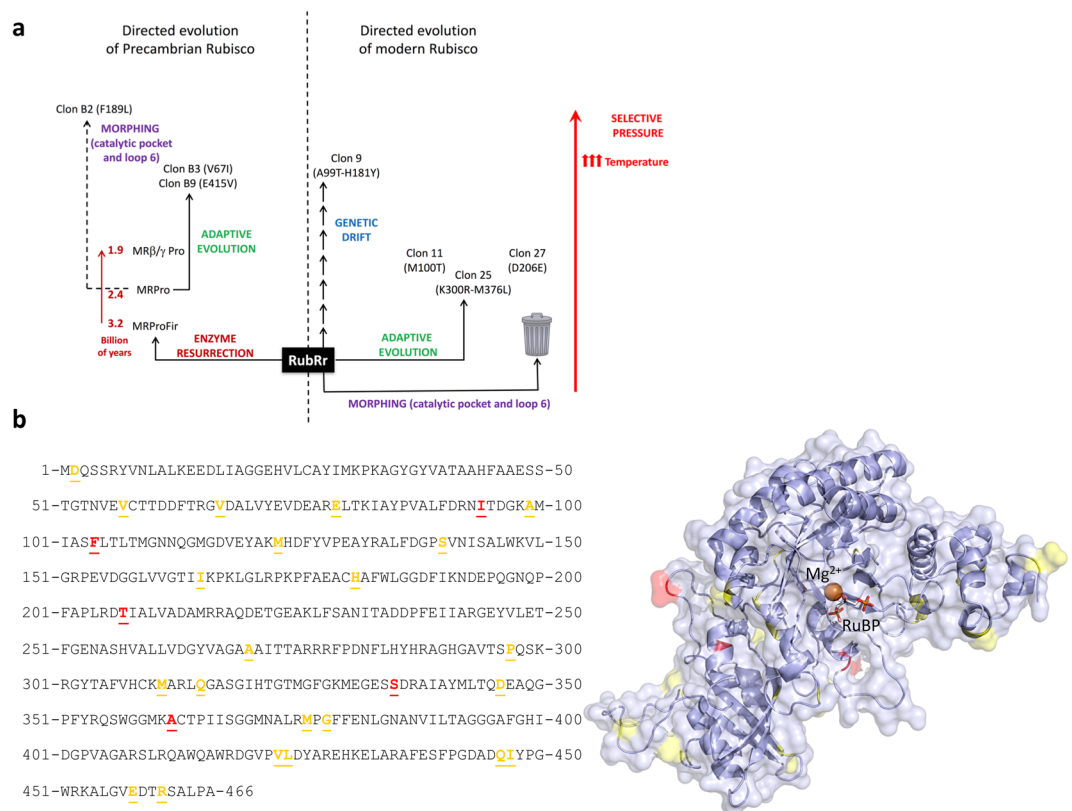 a
Directed evolution
of Precambrian Rubisco
Directed evolution
of modern Rubisco
Clon B2 (F189L)
MORPHING
(catalytic pocket
and loop 6)
Clon B3 (V67I)
Clon B9 (E415V)
ADAPTIVE
EVOLUTION
1.9
MRβ/γ Pro
2.4
MRPro
3.2
MRProFir
Billion
of years
ENZYME
RESURRECTION
RubRr
Clon 9
(A99T-H181Y)
GENETIC
DRIFT
Clon 11
(M100T)
Clon 25
(K300R-M376L)
Clon 27
(D206E)
ADAPTIVE
EVOLUTION
MORPHING (catalytic pocket and loop 6)
SELECTIVE
PRESSURE
Temperature
b
1-MDQSSRYVNLALKEEDLIAGGEHVLCAYIMKPKAGYGYVATAAHFAAESS-50
51-TGTNVEVCTTDDFTRGVDALVYEVDEARELTKIAYPVALFDRNITDGKAM-100
101-IASFLTLTMGNNQGMGDVEYAKMHDFYVPEAYRALFDGPSVNISALWKVL-150
151-GRPEVDGGLVVGTIIKPKLGLRPKPFAEACHAFWLGGDFIKNDEPQGNQP-200
201-FAPLRDTIALVADAMRRAQDETGEAKLFSANITADDPFEIIARGEYVLET-250
251-FGENASHVALLVDGYVAGAAAITTARRRFPDNFLHYHRAGHGAVTSPQSK-300
301-RGYTAFVHCKMARLQGASGIHTGTMGFGKMEGESSDRAIAYMLTQDEAQG-350
351-PFYRQSWGGMKACTPIISGGMNALRMPGFFENLGNANVILTAGGGAFGHI-400
401-DGPVAGARSLRQAWQAWRDGVPVLDYAREHKELARAFESFPGDADQIYPG-450
451-WRKALGVEDTRSALPA-466
Mg2+
RuBP